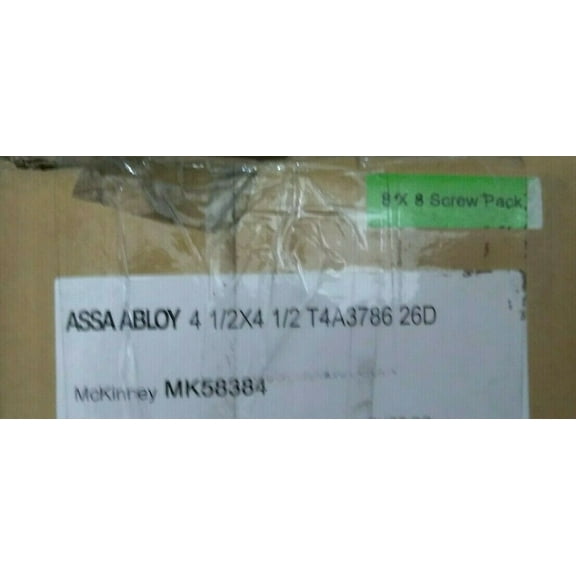 8 X 8 Screw Pack
ASSA ABLOY 4 1/2X4 1/2 T4A3786 26D
McKinney MK58384